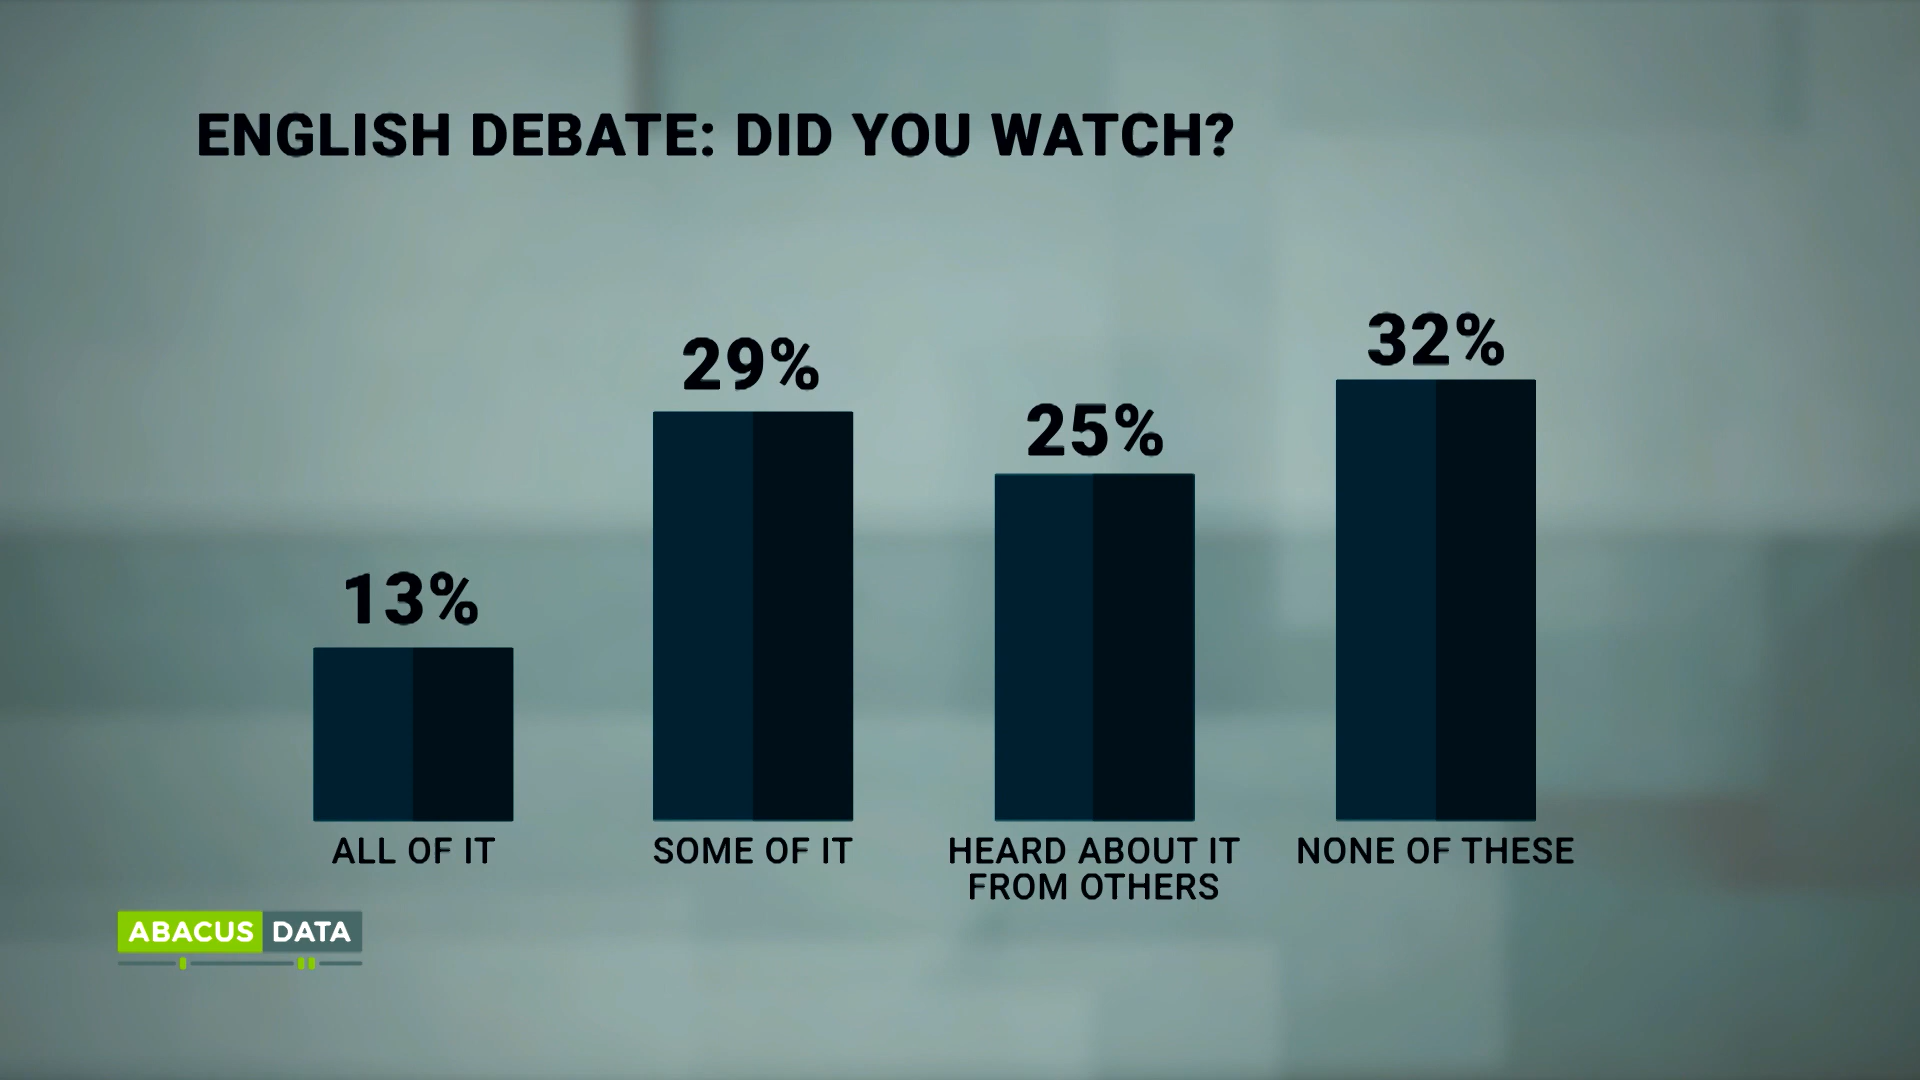 ENGLISH DEBATE: DID YOU WATCH?
13%
29%
25%
32%
ALL OF IT
SOME OF IT
HEARD ABOUT IT
FROM OTHERS
NONE OF THESE
ABACUS DATA